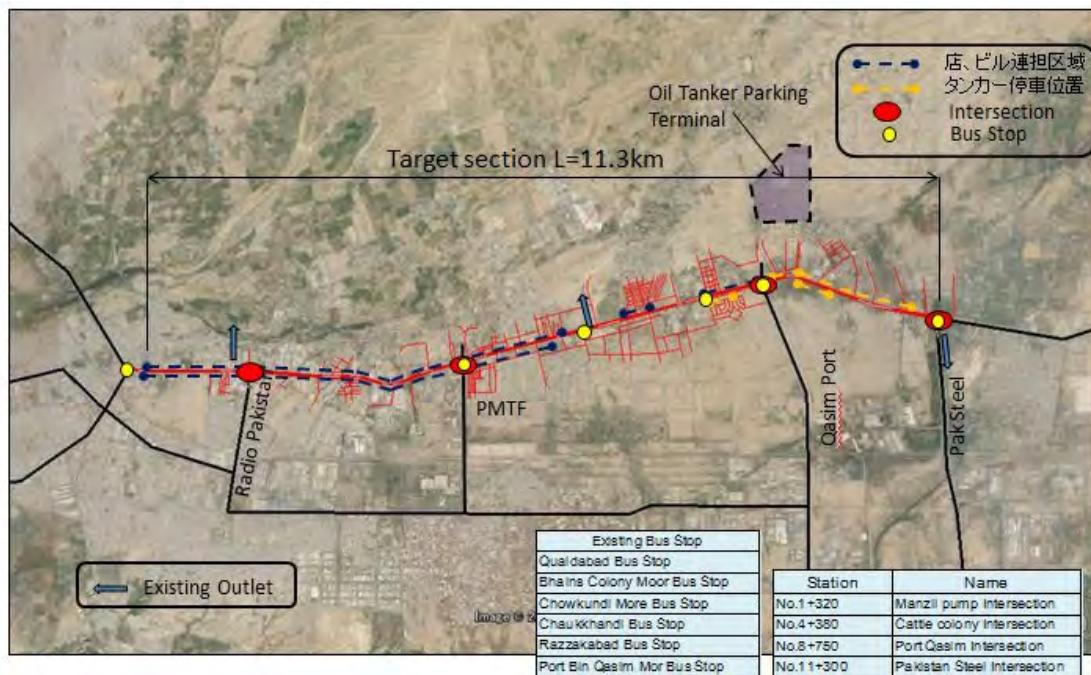 店、ビル連担区域
タンカー停車位置
Intersection
Bus Stop
Oil Tanker Parking
Terminal
Target section L=11.3km
Radio Pakista
PMTF
Qasim Port
Pak Steel
Existing Outlet
Image ©
Existing Bus Stop
Quaidabad Bus Stop
Bhains Colony Moor Bus Stop
Chowkundi More Bus Stop
Chaukkhandi Bus Stop
Razzakabad Bus Stop
Port Bin Qasim Mor Bus Stop
Station Name
No.1+320 Manzil pump Intersection
No.4+380 Cattle colony Intersection
No.8+750 Port Qasim Intersection
No.11+300 Pakistan Steel Intersection